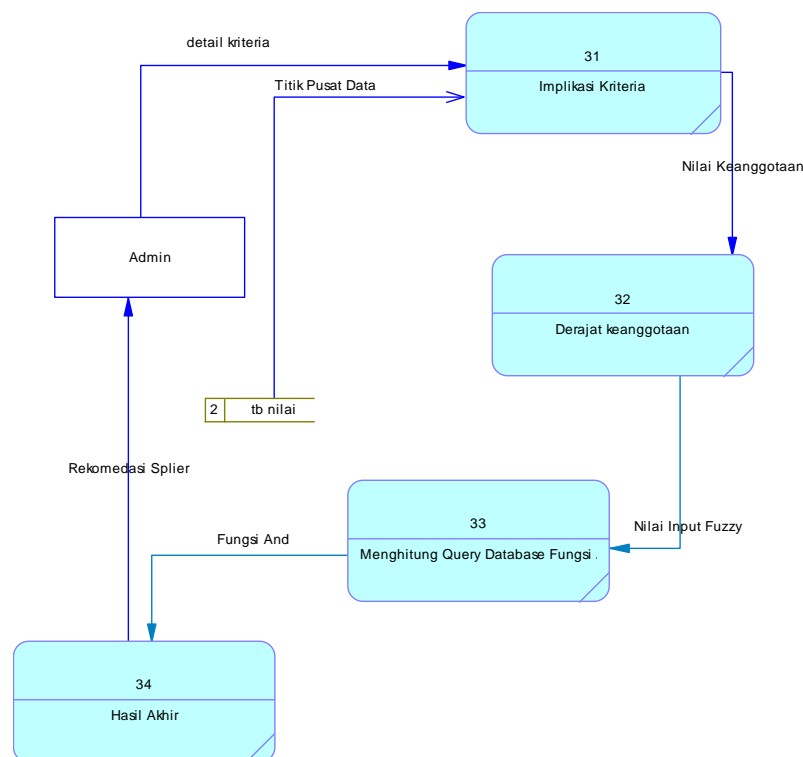 detail kriteria
31
Titik Pusat Data
Implikasi Kriteria
Nilai Keanggotaan
Admin
32
Derajat keanggotaan
2 tb nilai
Rekomedasi Splier
33
Nilai Input Fuzzy
Fungsi And
Menghitung Query Database Fungsi .
34
Hasil Akhir